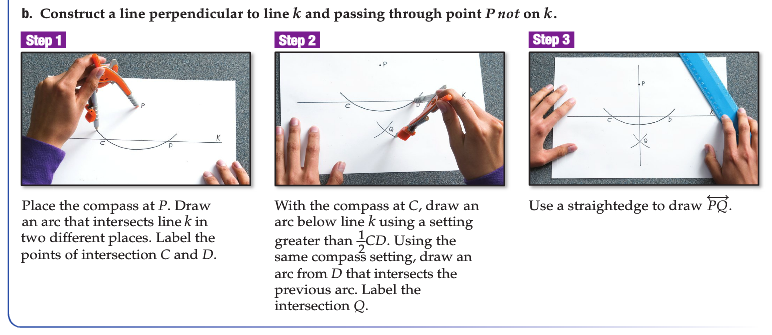 b. Construct a line perpendicular to line k and passing through point P not on k.
Step 1
Step 2
Step 3
P
C
D
K
P
C
K
Q
P
C
D
Q
Place the compass at P. Draw
an arc that intersects line k in
two different places. Label the
points of intersection C and D.
With the compass at C, draw an
arc below line k using a setting
greater than 1/2CD. Using the
same compass setting, draw an
arc from D that intersects the
previous arc. Label the
intersection Q.
Use a straightedge to draw PQ.